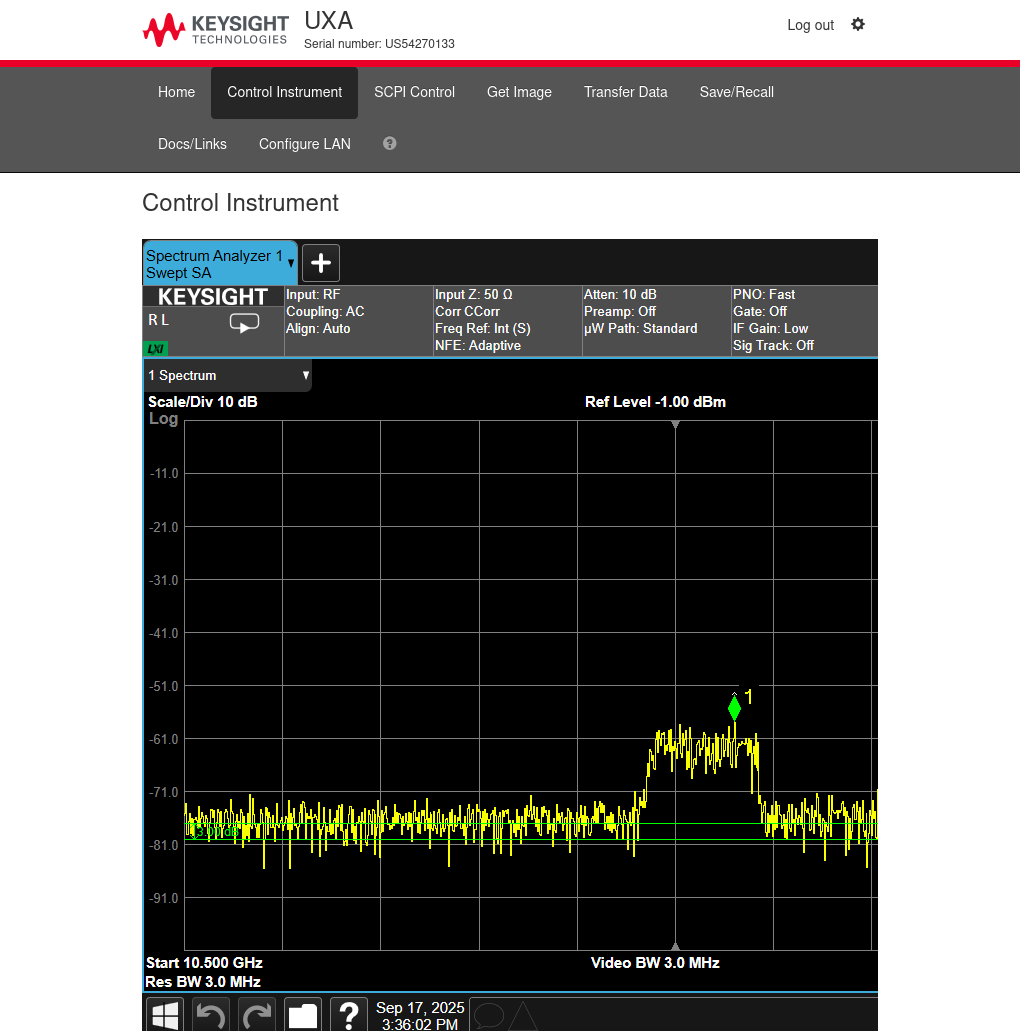 KEYSIGHT
TECHNOLOGIES
UXA
Serial number: US54270133
Log out
Home
Control Instrument
SCPI Control
Get Image
Transfer Data
Save/Recall
Docs/Links
Configure LAN
?
Control Instrument
Spectrum Analyzer 1
Swept SA
KEYSIGHT
R L
LXI
Input: RF
Coupling: AC
Align: Auto
Input Z: 50 Ω
Corr CCorr
Freq Ref: Int (S)
NFE: Adaptive
Atten: 10 dB
Preamp: Off
µW Path: Standard
PNO: Fast
Gate: Off
IF Gain: Low
Sig Track: Off
1 Spectrum
Scale/Div 10 dB
Ref Level -1.00 dBm
Log
-11.0
-21.0
-31.0
-41.0
-51.0
1
-61.0
-71.0
-81.0
-91.0
Start 10.500 GHz
Video BW 3.0 MHz
Res BW 3.0 MHz
?
Sep 17, 2025
3:36:02 PM